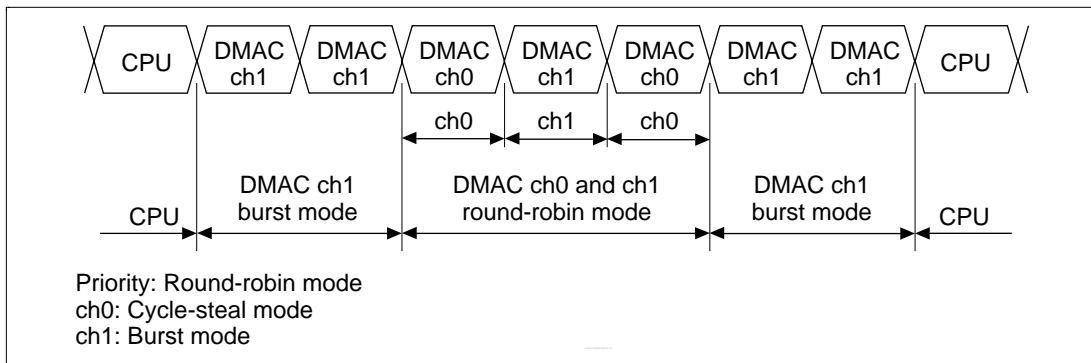 CPU DMAC ch1 DMAC ch1 DMAC ch0 DMAC ch1 DMAC ch0 DMAC ch1 DMAC ch1 CPU
ch0 ch1 ch0
CPU
DMAC ch1
burst mode
DMAC ch0 and ch1
round-robin mode
DMAC ch1
burst mode
CPU
Priority: Round-robin mode
ch0: Cycle-steal mode
ch1: Burst mode